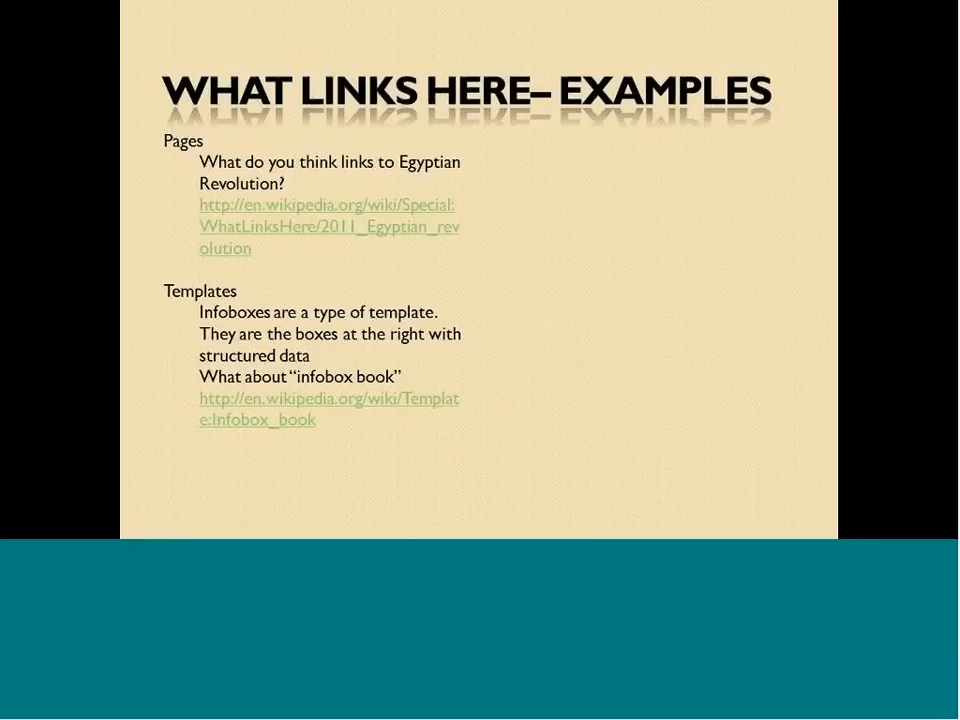 WHAT LINKS HERE– EXAMPLES
Pages
What do you think links to Egyptian
Revolution?
http://en.wikipedia.org/wiki/Special:
WhatLinksHere/2011_Egyptian_rev
olution
Templates
Infoboxes are a type of template.
They are the boxes at the right with
structured data
What about “infobox book”
http://en.wikipedia.org/wiki/Templat
e:Infobox_book